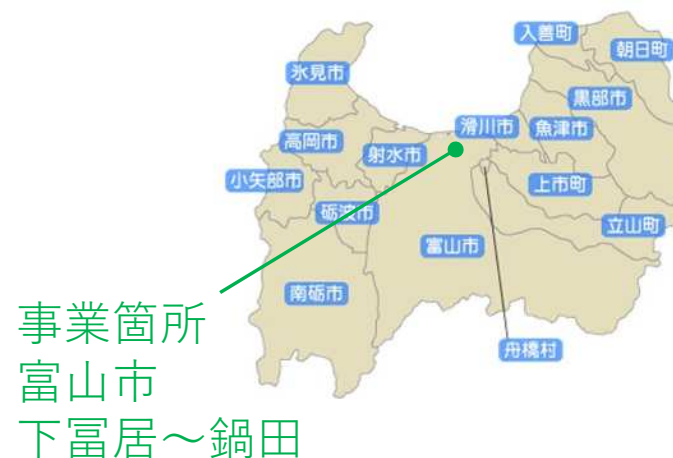 入善町
朝日町
氷見市
黒部市
滑川市
魚津市
高岡市
射水市
小矢部市
上市町
砺波市
立山町
富山市
南砺市
舟橋村
事業箇所
富山市
下冨居～鍋田